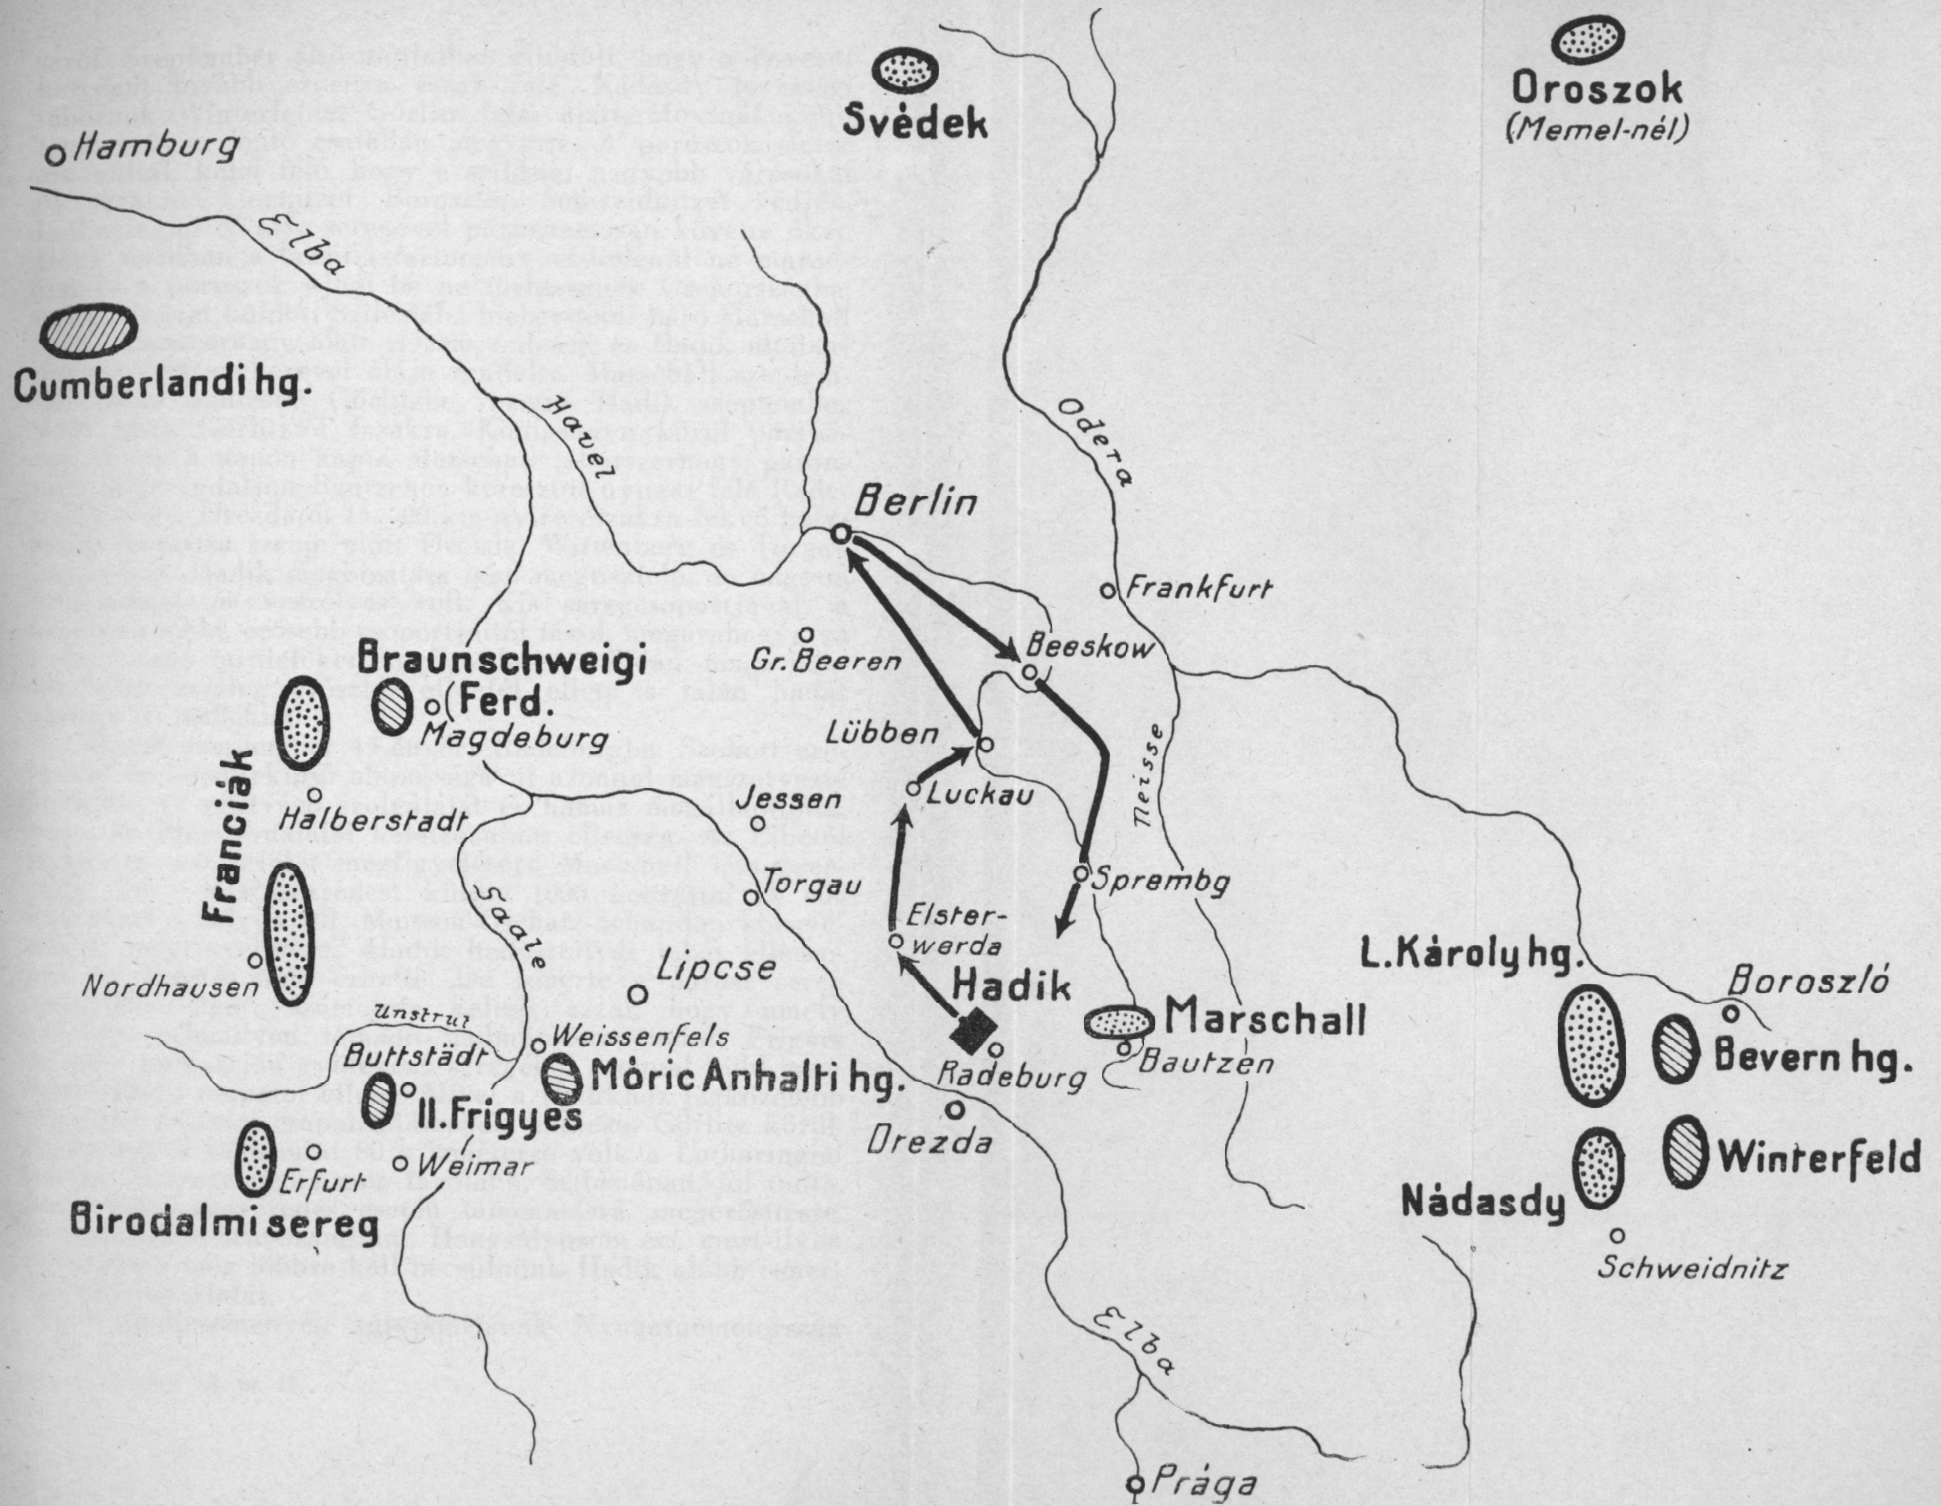 Oroszok
(Memel-nél)
Svédek
Hamburg
Elba
Cumberlandi hg.
Havel
Odera
Berlin
Frankfurt
Gr. Beeren
Beeskow
Braunschweigi
(Ferd.
Magdeburg
Lübben
Neisse
Franciák
Halberstadt
Jessen
Luckau
Torgau
Sprembg
Saale
Elster-
werda
L. Károly hg.
Lipcse
Nordhausen
Hadik
Boroszló
Unstrut
Marschall
Weissenfels
Buttstädt
Móric Anhalti hg.
Radeburg
Bautzen
Bevern hg.
II. Frigyes
Drezda
Erfurt
Weimar
Winterfeld
Birodalmi sereg
Nádasdy
Schweidnitz
Elba
Prága